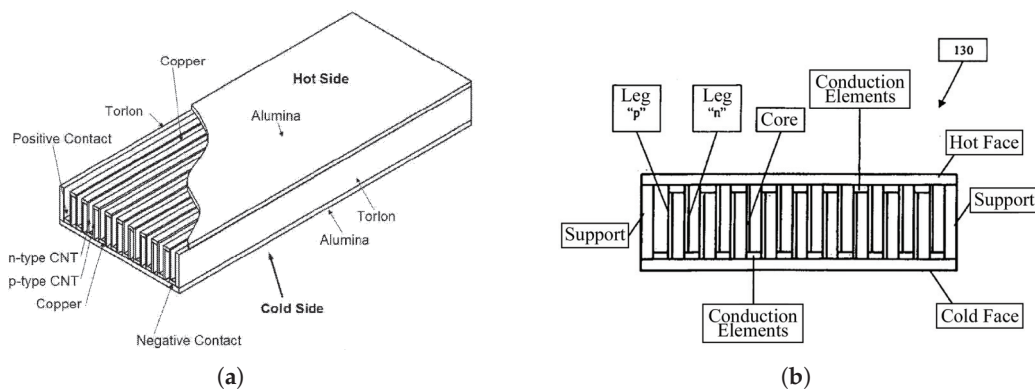 Copper
Torlon
Positive Contact
Hot Side
Alumina
Torlon
Alumina
n-type CNT
p-type CNT
Copper
Cold Side
Negative Contact
(a)
130
Conduction
Elements
Leg
"p"
Leg
"n"
Core
Hot Face
Support
Support
Conduction
Elements
Cold Face
(b)